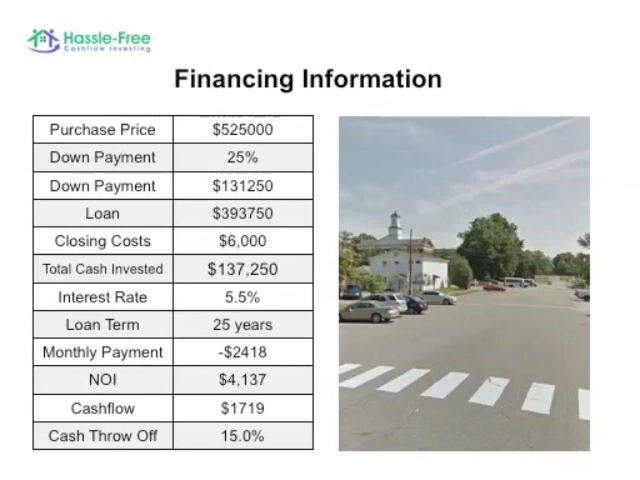 Hassle-Free
Cashflow Investing
Financing Information
Purchase Price $525000
Down Payment 25%
Down Payment $131250
Loan $393750
Closing Costs $6,000
Total Cash Invested $137,250
Interest Rate 5.5%
Loan Term 25 years
Monthly Payment -$2418
NOI $4,137
Cashflow $1719
Cash Throw Off 15.0%